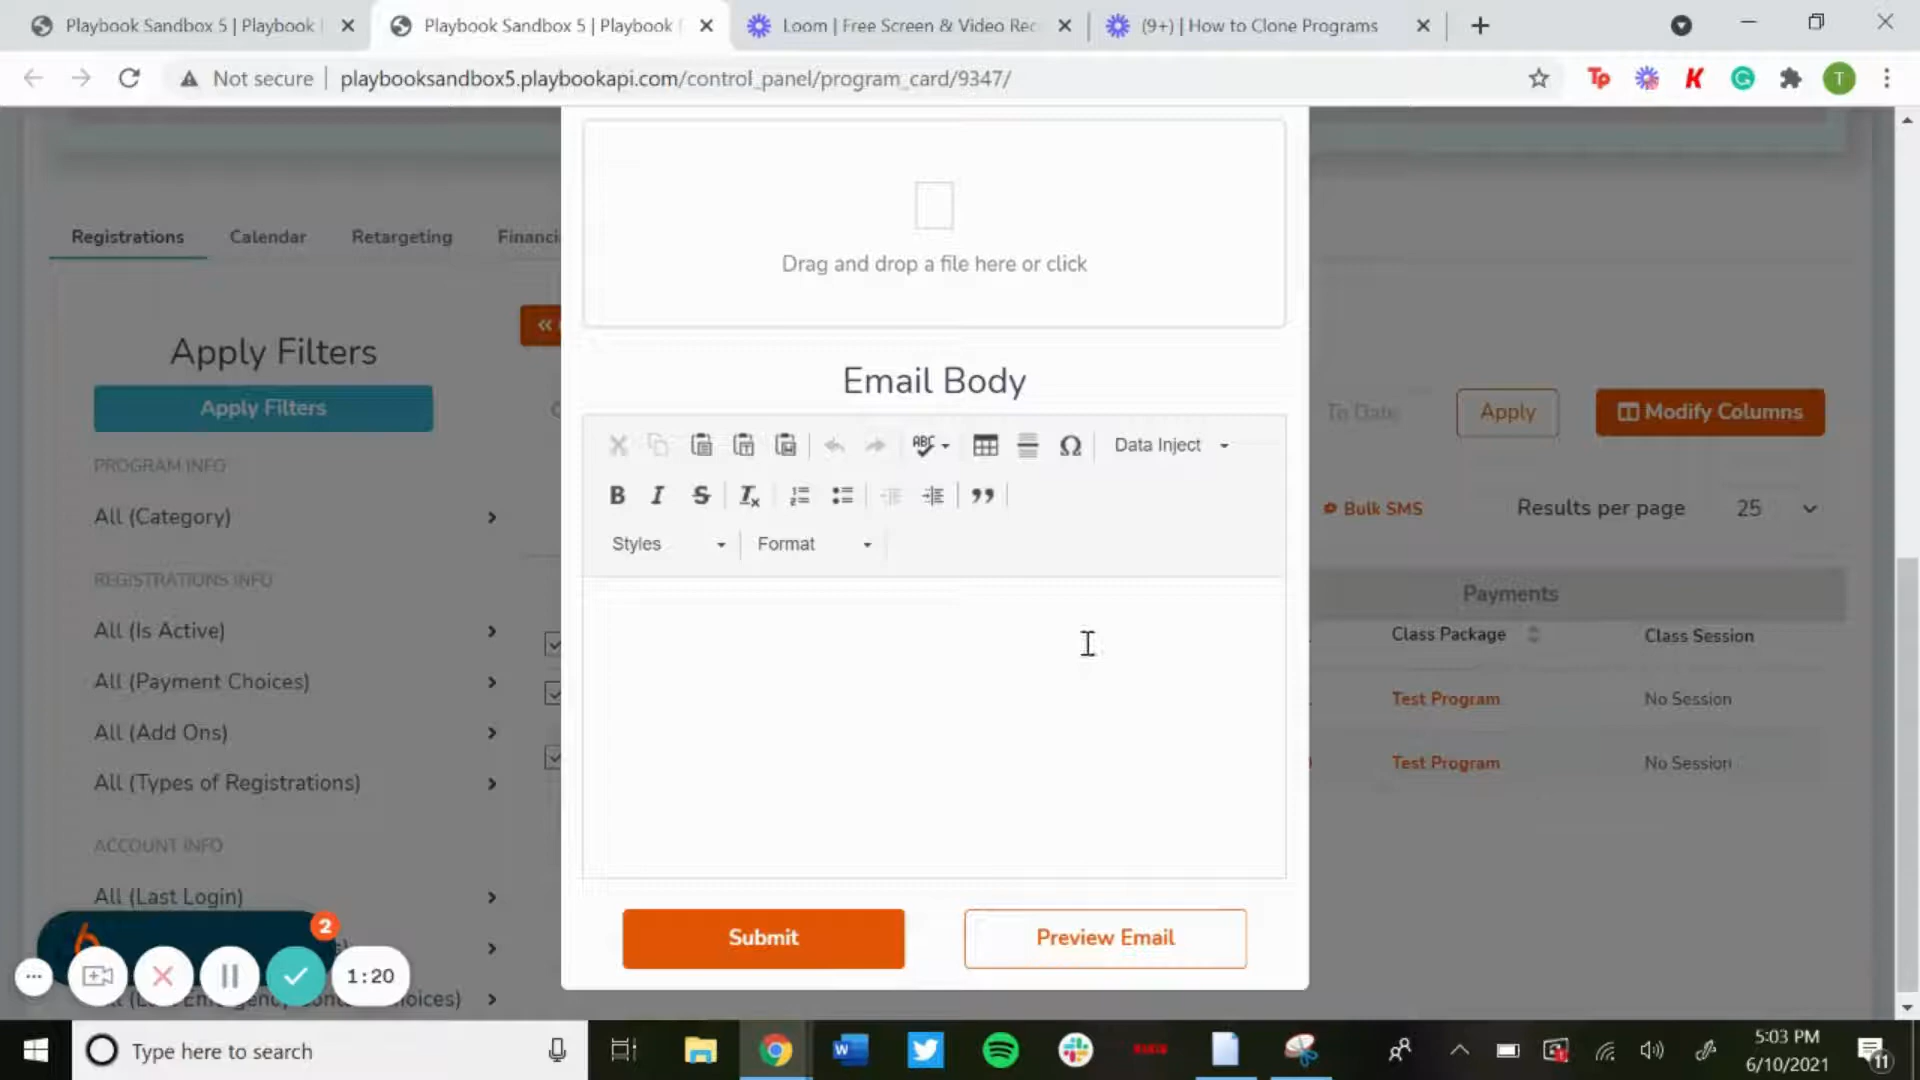 Playbook Sandbox 5 | Playbook
Playbook Sandbox 5 | Playbook
Loom | Free Screen & Video Rec
(9+) | How to Clone Programs
Not secure
playbooksandbox5.playbookapi.com/control_panel/program_card/9347/
Tp
K
G
T
Drag and drop a file here or click
Registrations
Calendar
Retargeting
Financi
Apply Filters
Apply Filters
Email Body
To Date
Apply
Modify Columns
ABC
Data Inject
B I S Tx
Styles
Format
Bulk SMS
Results per page
25
PROGRAM INFO
All (Category)
REGISTRATIONS INFO
All (Is Active)
All (Payment Choices)
All (Add Ons)
All (Types of Registrations)
ACCOUNT INFO
All (Last Login)
Payments
Class Package
Class Session
Test Program
No Session
Test Program
No Session
Submit
Preview Email
2
1:20
Type here to search
5:03 PM
6/10/2021
11